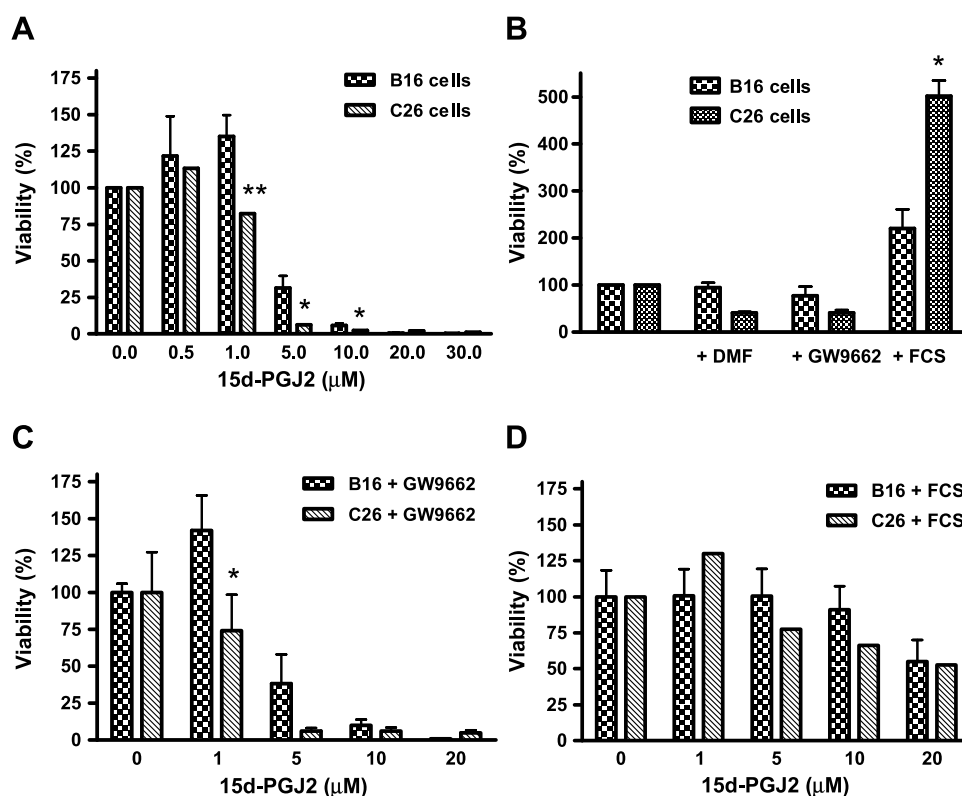 A
Viability (%)
175
150
125
100
75
50
25
0
B16 cells
C26 cells
**
*
*
0.0 0.5 1.0 5.0 10.0 20.0 30.0
15d-PGJ2 (μM)
B
Viability (%)
500
400
300
200
100
0
B16 cells
C26 cells
*
+ DMF + GW9662 + FCS
C
Viability (%)
175
150
125
100
75
50
25
0
B16 + GW9662
C26 + GW9662
*
0 1 5 10 20
15d-PGJ2 (μM)
D
Viability (%)
175
150
125
100
75
50
25
0
B16 + FCS
C26 + FCS
0 1 5 10 20
15d-PGJ2 (μM)